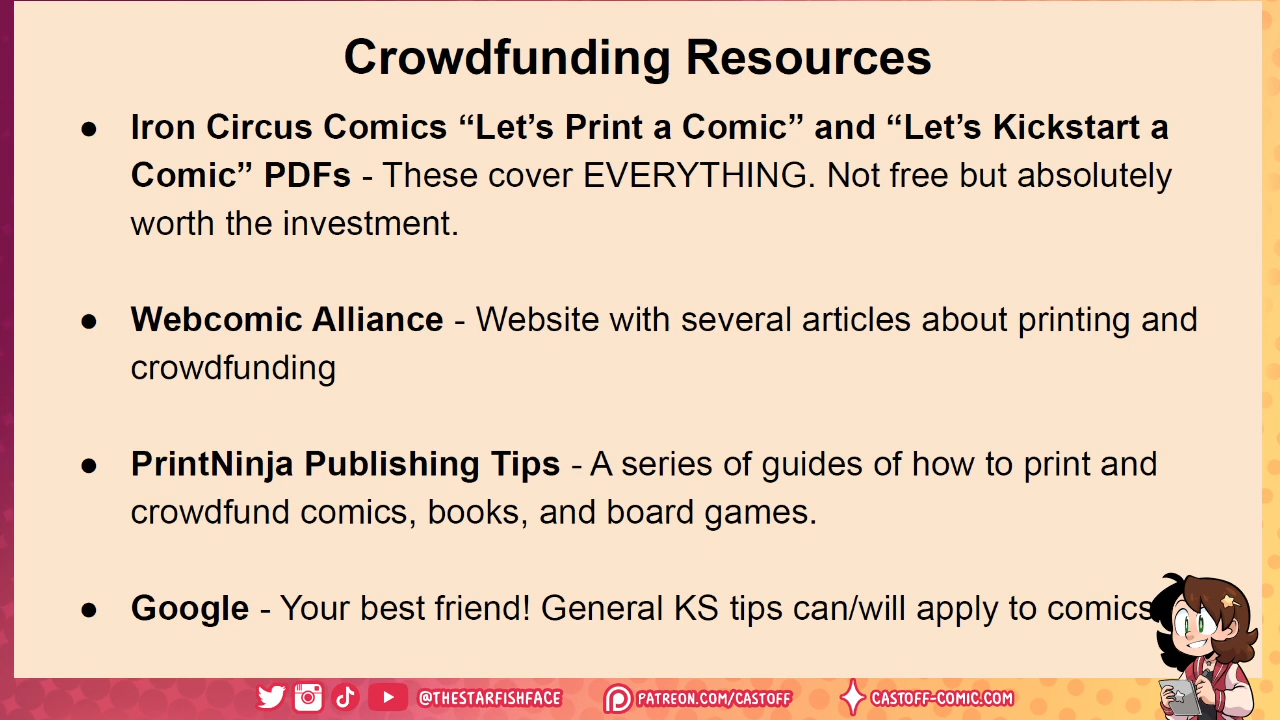 Crowdfunding Resources
● Iron Circus Comics “Let’s Print a Comic” and “Let’s Kickstart a
Comic” PDFs - These cover EVERYTHING. Not free but absolutely
worth the investment.
● Webcomic Alliance - Website with several articles about printing and
crowdfunding
● PrintNinja Publishing Tips - A series of guides of how to print and
crowdfund comics, books, and board games.
● Google - Your best friend! General KS tips can/will apply to comics
@THESTARFISHFACE PATREON.COM/CASTOFF CASTOFF-COMIC.COM